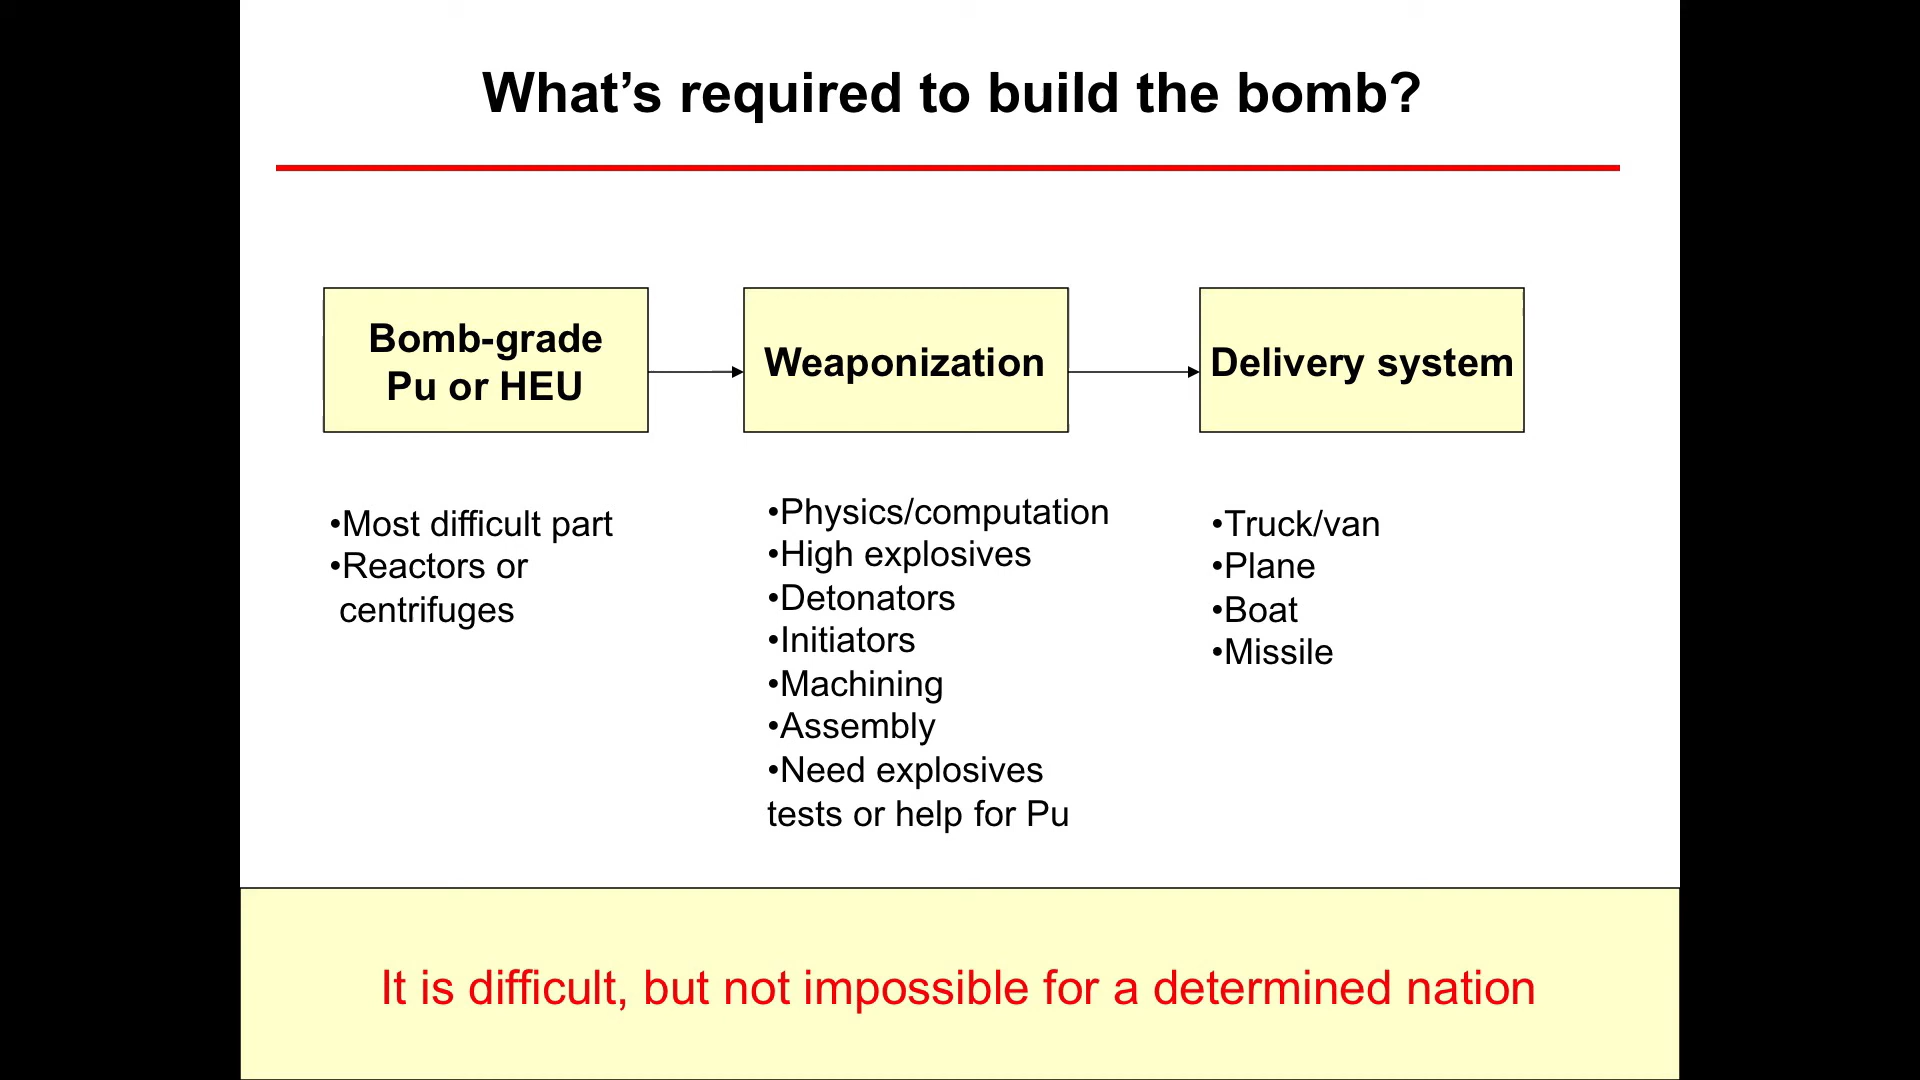 What’s required to build the bomb?
Bomb-grade
Pu or HEU
Weaponization
Delivery system
•Most difficult part
•Reactors or
centrifuges
•Physics/computation
•High explosives
•Detonators
•Initiators
•Machining
•Assembly
•Need explosives
tests or help for Pu
•Truck/van
•Plane
•Boat
•Missile
It is difficult, but not impossible for a determined nation